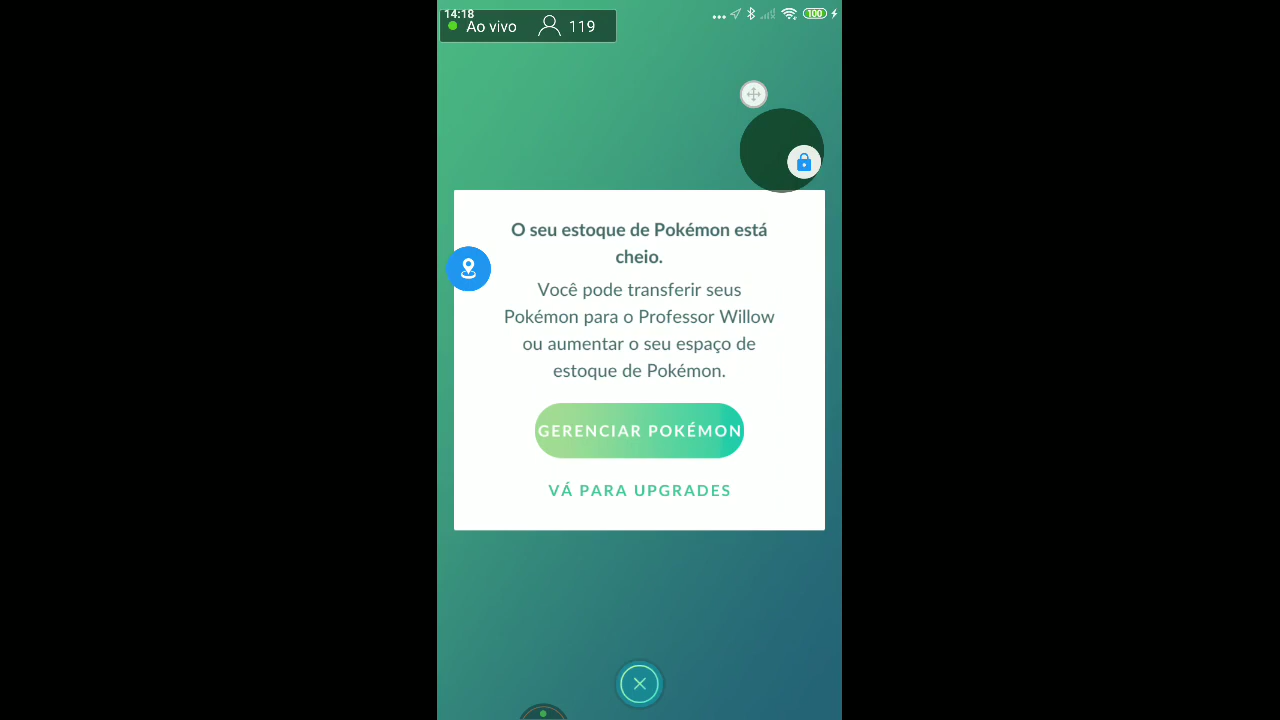 14:18
100
Ao vivo 119
O seu estoque de Pokémon está
cheio.
Você pode transferir seus
Pokémon para o Professor Willow
ou aumentar o seu espaço de
estoque de Pokémon.
GERENCIAR POKÉMON
VÁ PARA UPGRADES